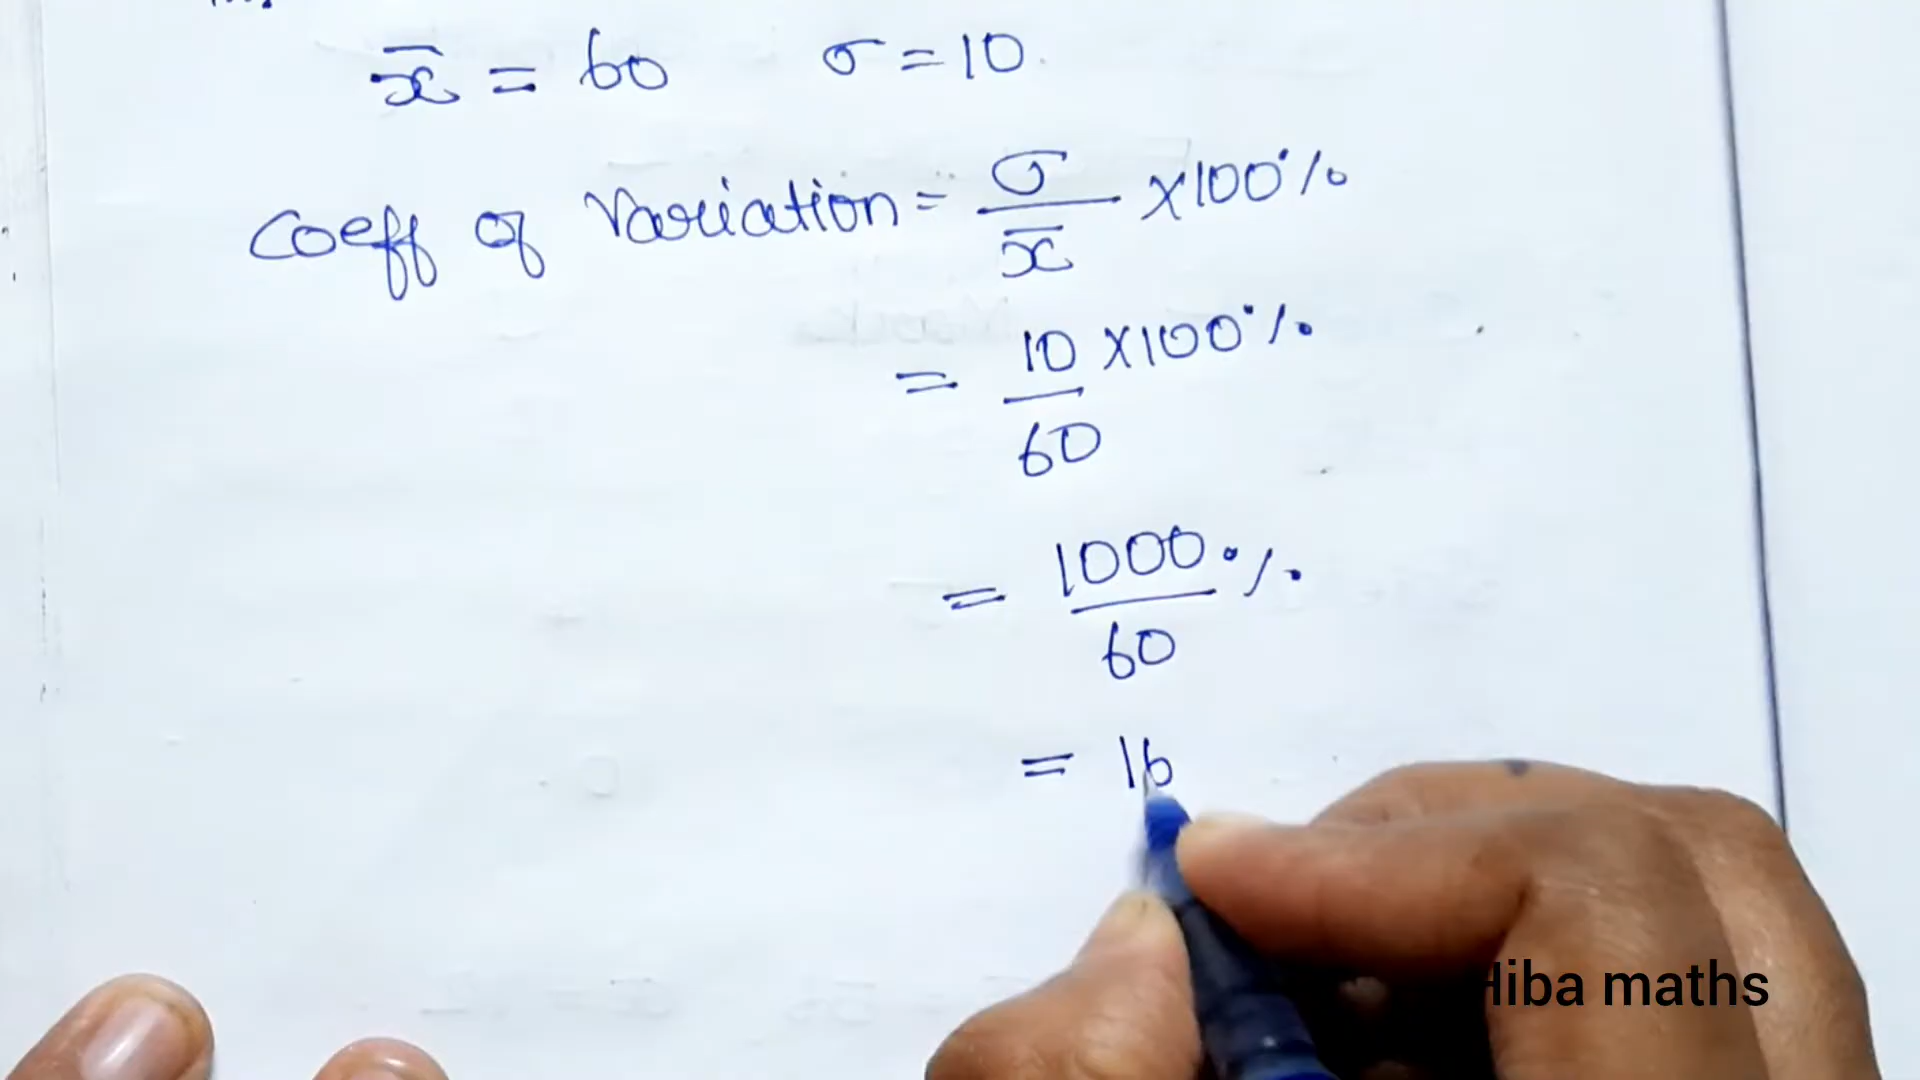 x̄ = 60 σ = 10
Coeff of Variation = σ/x̄ ×100%
= 10/60 ×100%
= 1000/60 %
= 16
Hiba maths